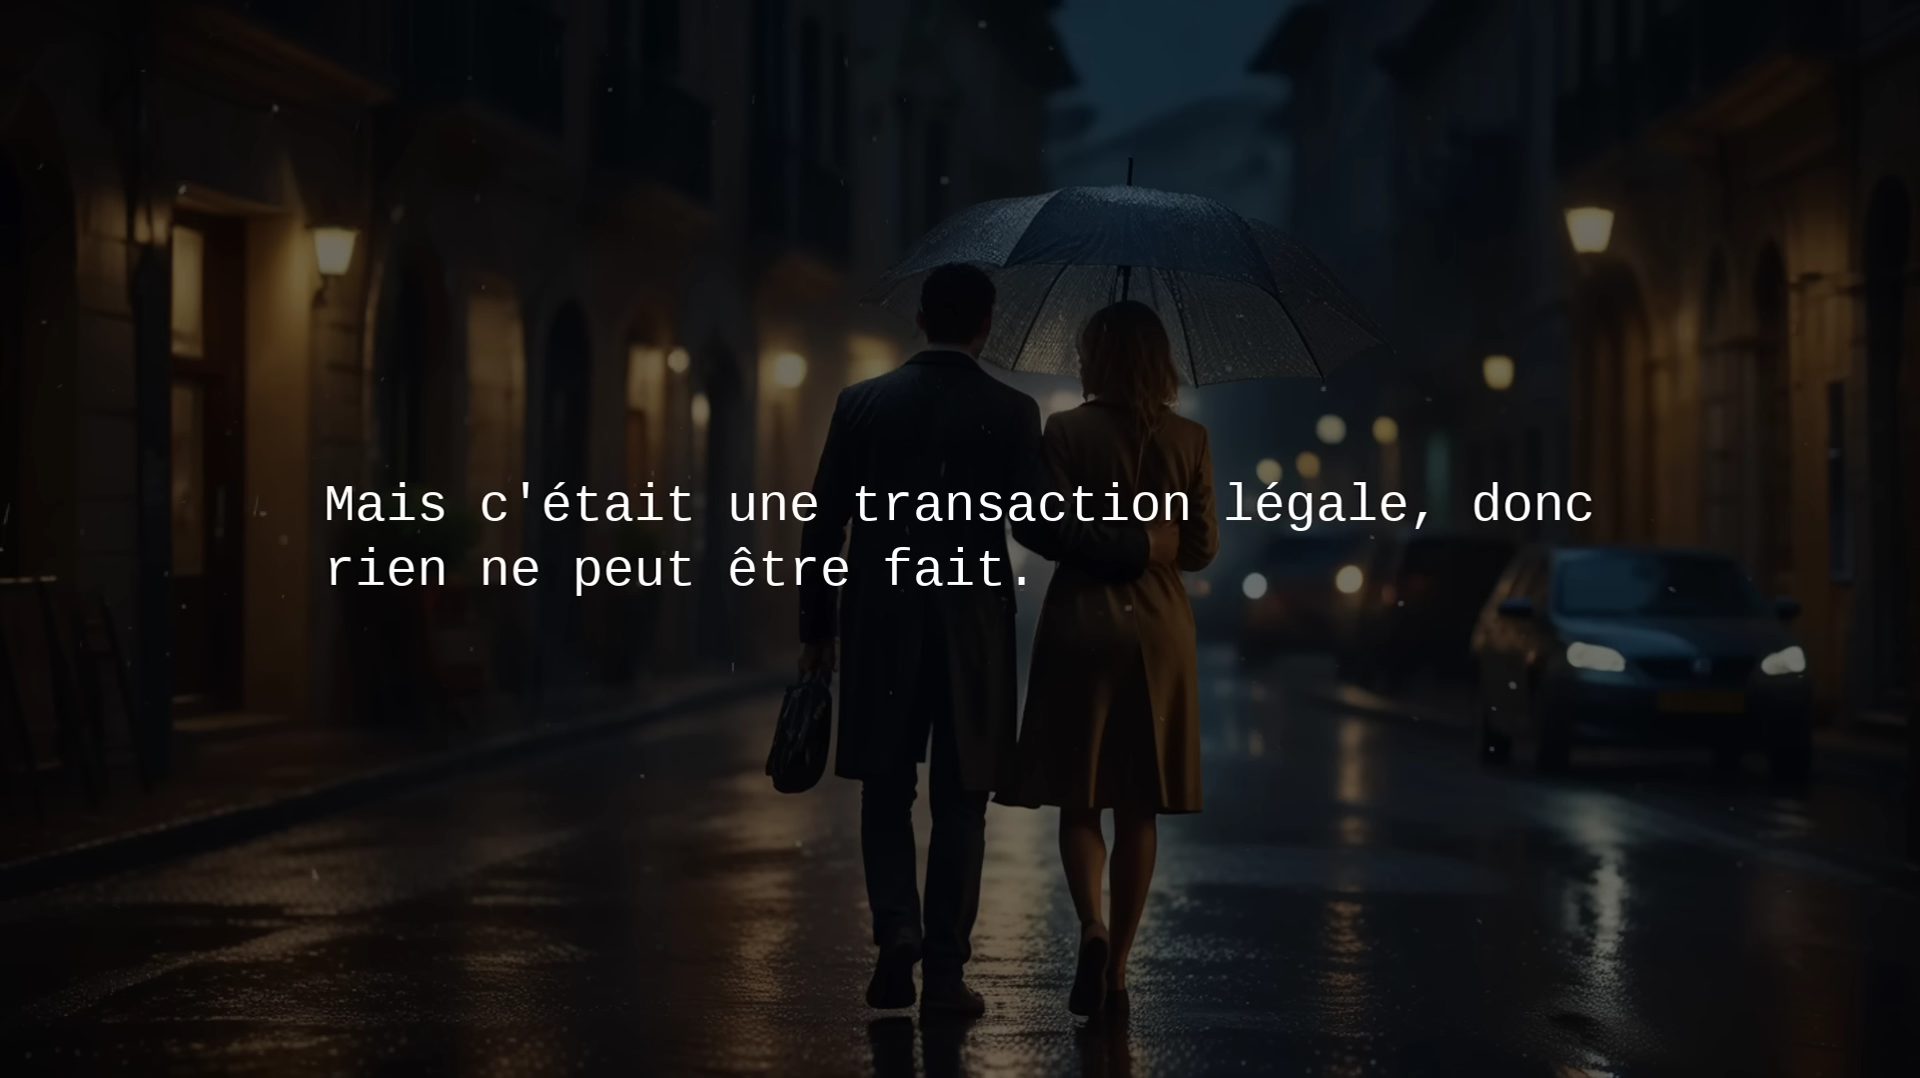 Mais c'était une transaction légale, donc
rien ne peut être fait.